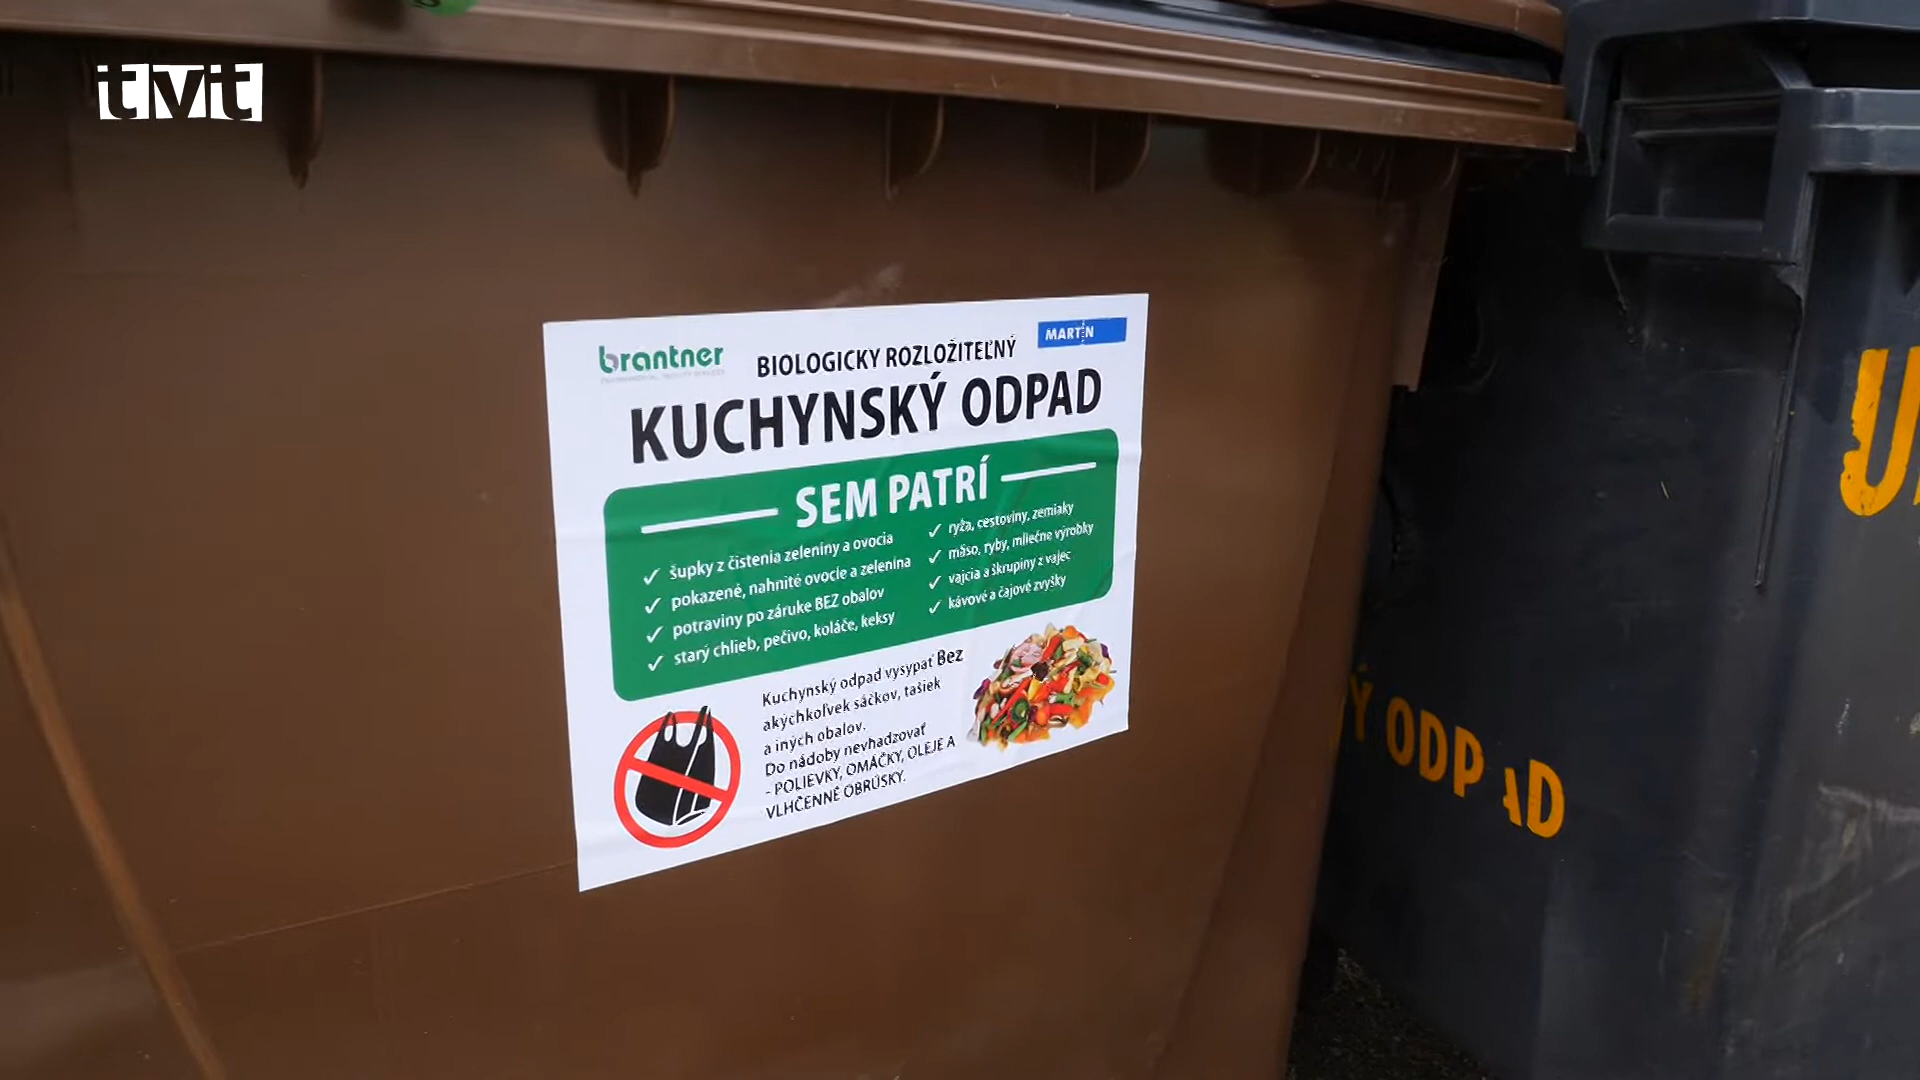 itvit
brantner
MARTIN
BIOLOGICKY ROZLOŽITEĽNÝ
KUCHYNSKÝ ODPAD
SEM PATRÍ
✓ šupky z čistenia zeleniny a ovocia
✓ pokazené, nahnité ovocie a zelenina
✓ potraviny po záruke BEZ obalov
✓ starý chlieb, pečivo, koláče, keksy
✓ ryža, cestoviny, zemiaky
✓ mäso, ryby, mliečne výrobky
✓ vajcia a škrupiny z vajec
✓ kávové a čajové zvyšky
Kuchynský odpad vysypať Bez
akýchkoľvek sáčkov, tašiek
a iných obalov.
Do nádoby nevhadzovať
- POLIEVKY, OMÁČKY, OLEJE A
VLHČENNÉ OBRÚSKY.
Ý ODPAD